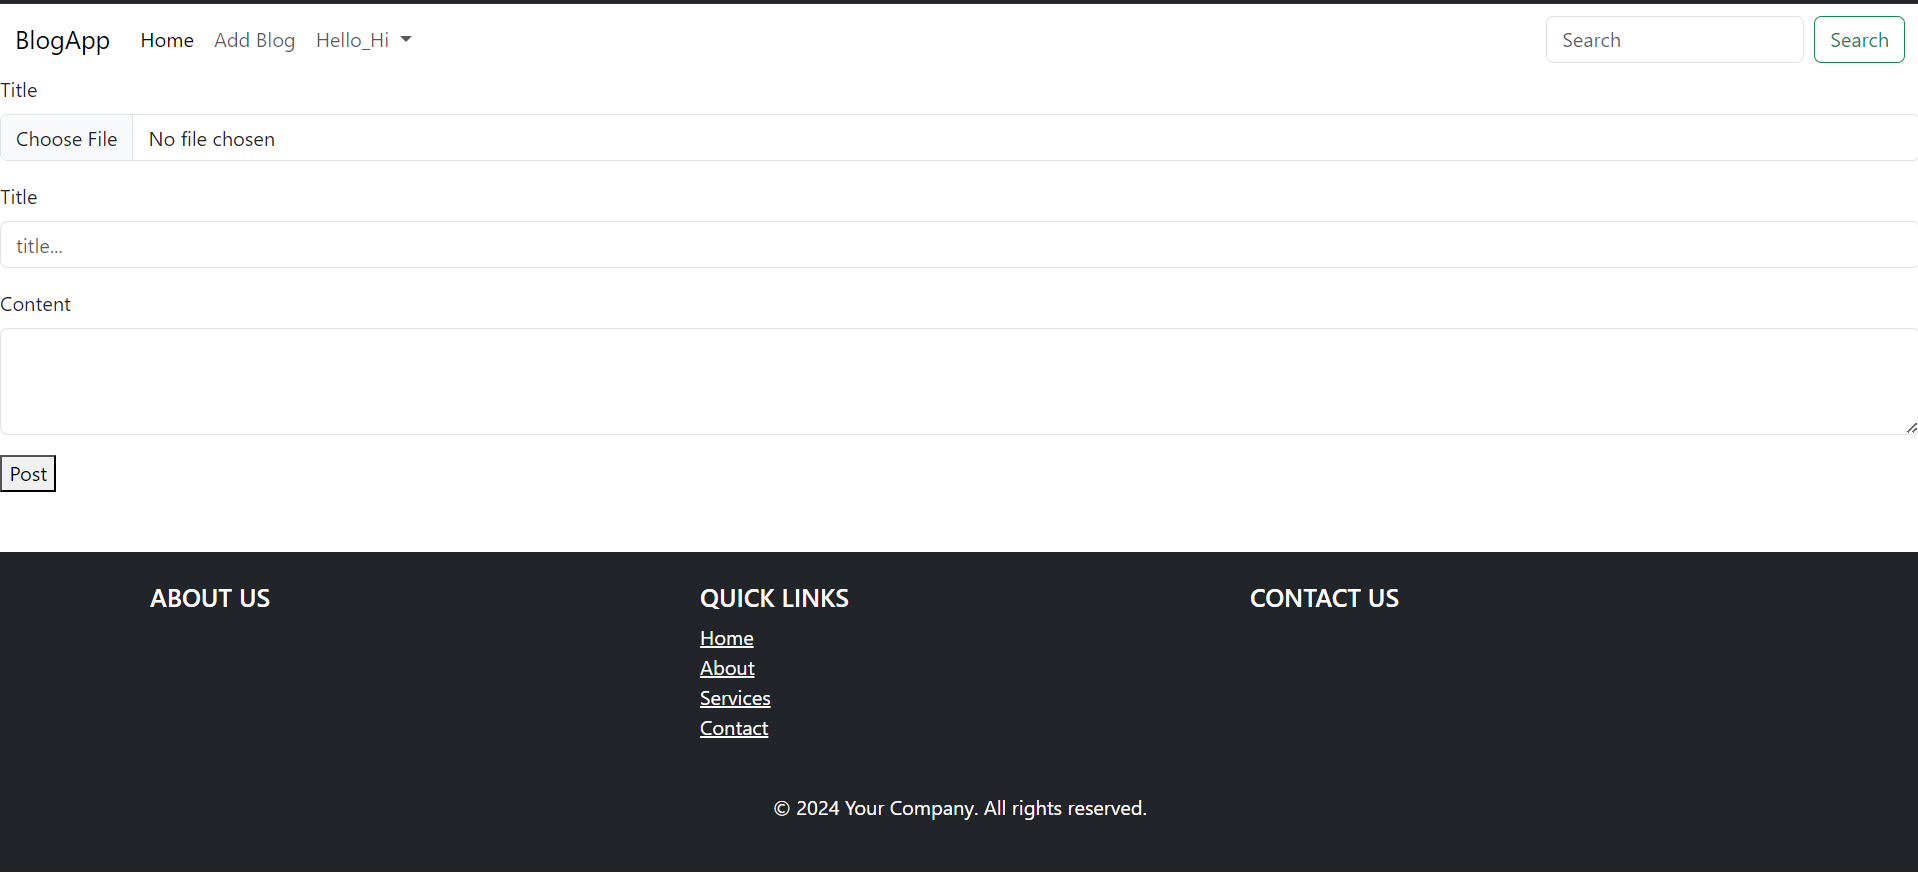 BlogApp Home Add Blog Hello_Hi Search Search
Title
Choose File No file chosen
Title
title...
Content
Post
ABOUT US QUICK LINKS CONTACT US
Home
About
Services
Contact
© 2024 Your Company. All rights reserved.